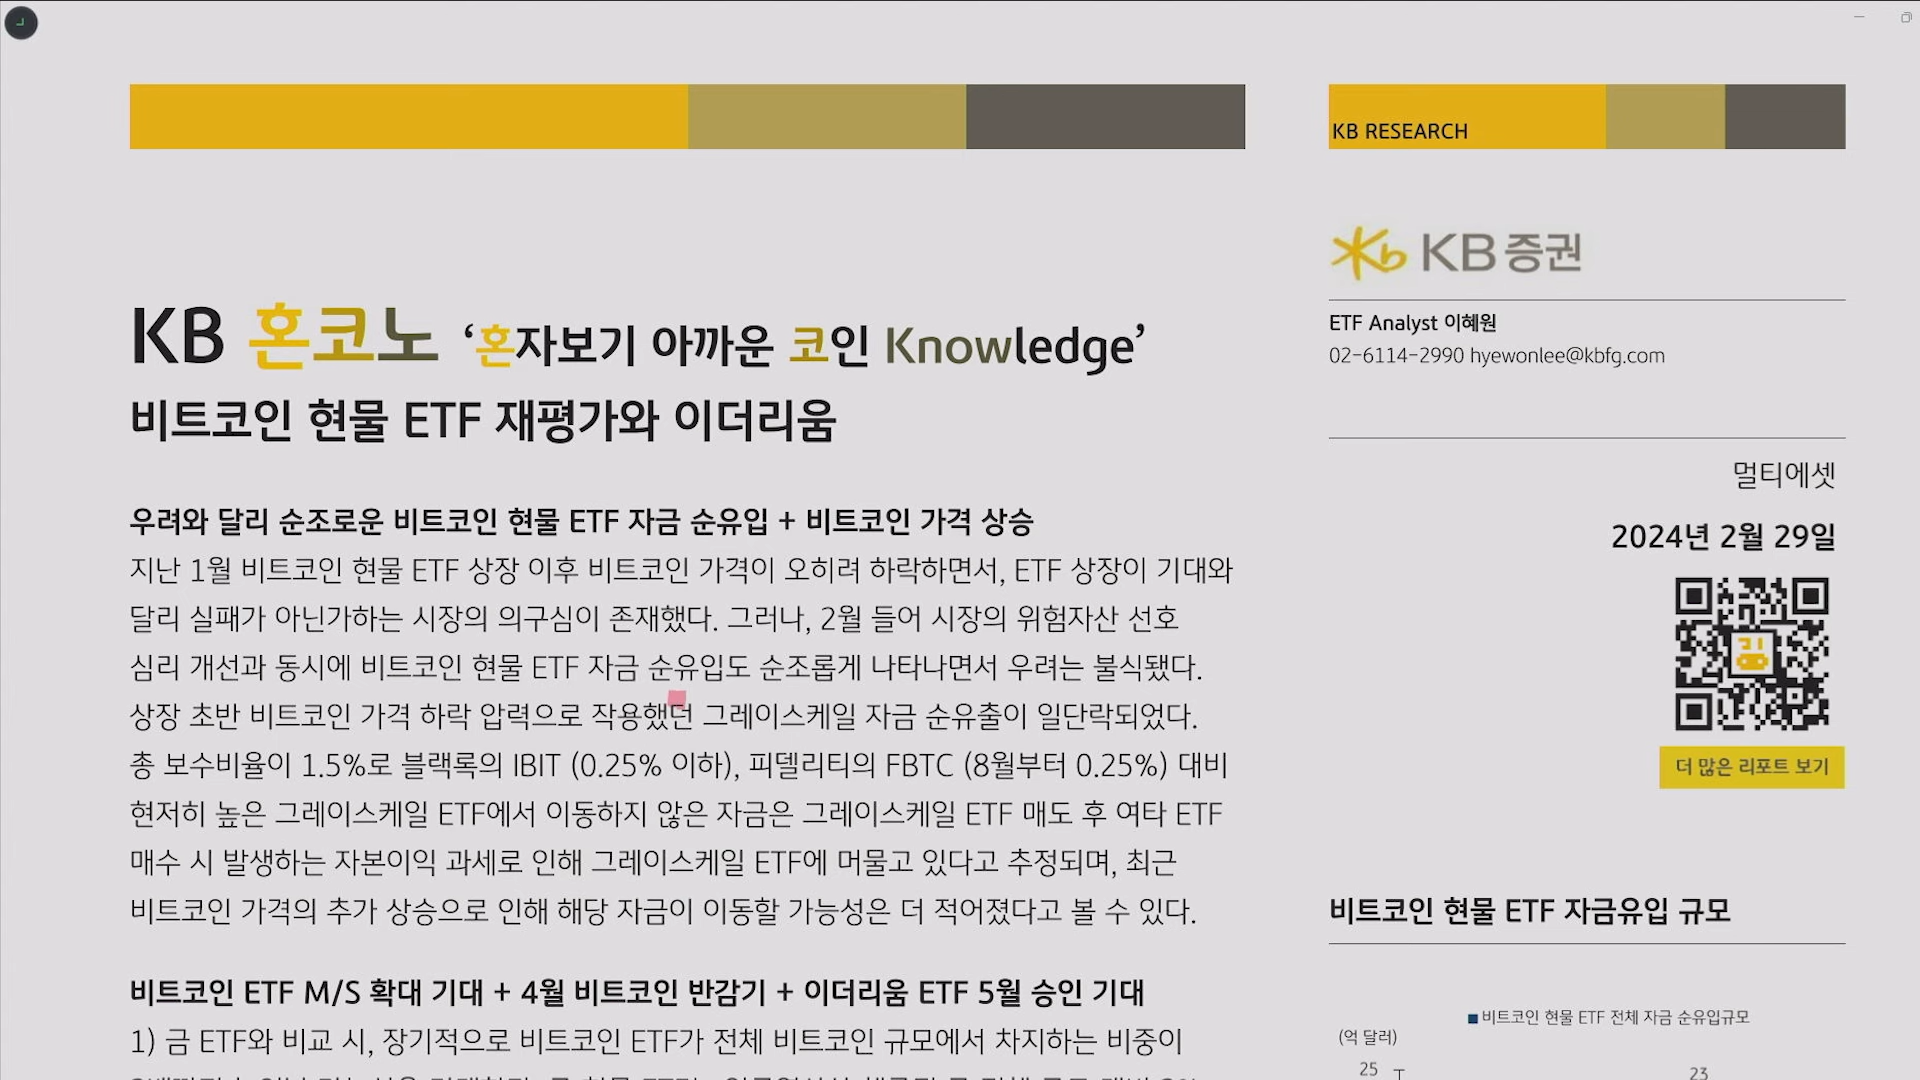 KB 혼코노 ‘혼자보기 아까운 코인 Knowledge’
비트코인 현물 ETF 재평가와 이더리움
우려와 달리 순조로운 비트코인 현물 ETF 자금 순유입 + 비트코인 가격 상승
지난 1월 비트코인 현물 ETF 상장 이후 비트코인 가격이 오히려 하락하면서, ETF 상장이 기대와
달리 실패가 아닌가하는 시장의 의구심이 존재했다. 그러나, 2월 들어 시장의 위험자산 선호
심리 개선과 동시에 비트코인 현물 ETF 자금 순유입도 순조롭게 나타나면서 우려는 불식됐다.
상장 초반 비트코인 가격 하락 압력으로 작용했던 그레이스케일 자금 순유출이 일단락되었다.
총 보수비율이 1.5%로 블랙록의 IBIT (0.25% 이하), 피델리티의 FBTC (8월부터 0.25%) 대비
현저히 높은 그레이스케일 ETF에서 이동하지 않은 자금은 그레이스케일 ETF 매도 후 여타 ETF
매수 시 발생하는 자본이익 과세로 인해 그레이스케일 ETF에 머물고 있다고 추정되며, 최근
비트코인 가격의 추가 상승으로 인해 해당 자금이 이동할 가능성은 더 적어졌다고 볼 수 있다.
비트코인 ETF M/S 확대 기대 + 4월 비트코인 반감기 + 이더리움 ETF 5월 승인 기대
1) 금 ETF와 비교 시, 장기적으로 비트코인 ETF가 전체 비트코인 규모에서 차지하는 비중이
KB RESEARCH
KB 증권
ETF Analyst 이혜원
02-6114-2990 hyewonlee@kbfg.com
멀티에셋
2024년 2월 29일
더 많은 리포트 보기
비트코인 현물 ETF 자금유입 규모
비트코인 현물 ETF 전체 자금 순유입규모
(억 달러)
25
23